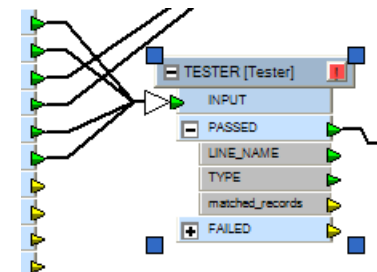 TESTER [Tester]
INPUT
PASSED
LINE_NAME
TYPE
matched_records
FAILED